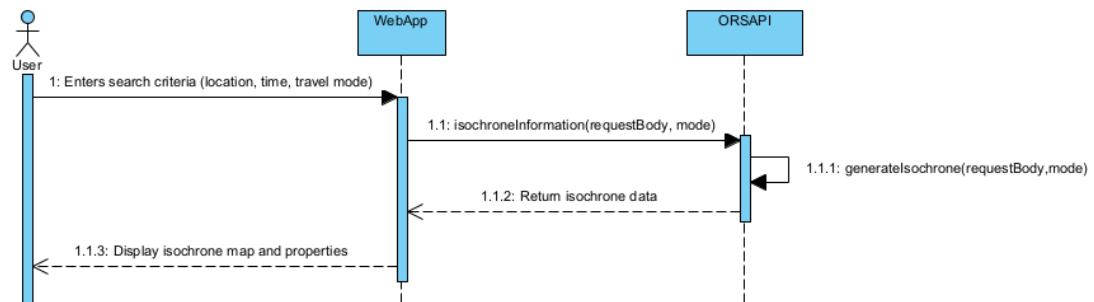 WebApp
ORSAPI
User
1: Enters search criteria (location, time, travel mode)
1.1: isochroneInformation(requestBody, mode)
1.1.1: generateIsochrone(requestBody,mode)
1.1.2: Return isochrone data
1.1.3: Display isochrone map and properties